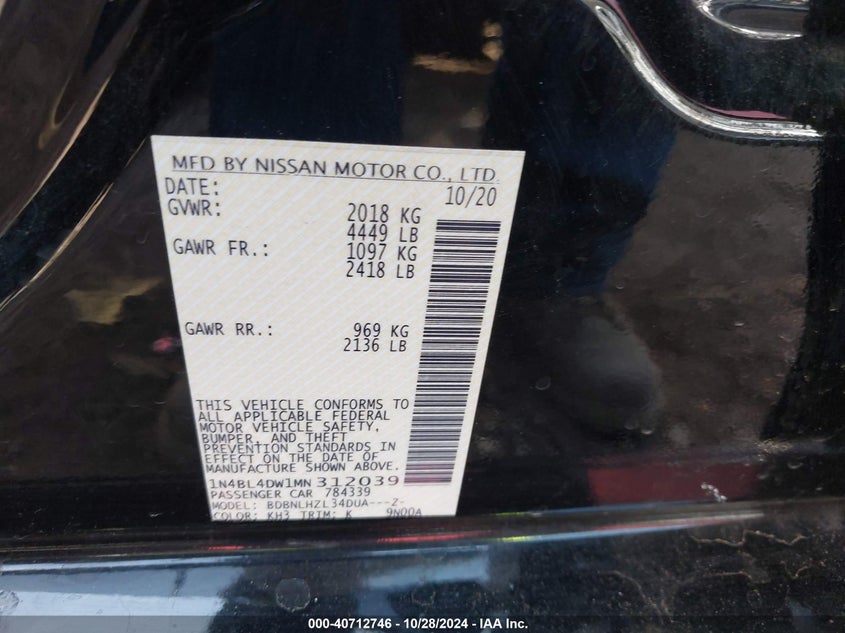 MFD BY NISSAN MOTOR CO., LTD.
DATE: 10/20
GVWR: 2018 KG
4449 LB
GAWR FR.: 1097 KG
2418 LB
GAWR RR.: 969 KG
2136 LB
THIS VEHICLE CONFORMS TO
ALL APPLICABLE FEDERAL
MOTOR VEHICLE SAFETY,
BUMPER, AND THEFT
PREVENTION STANDARDS IN
EFFECT ON THE DATE OF
MANUFACTURE SHOWN ABOVE.
1N4BL4DW1MN312039
PASSENGER CAR 784339
MODEL: BDBNLHZL34DUA---Z-
COLOR: KH3 TRIM: K 9N00A
000-40712746 - 10/28/2024 - IAA Inc.